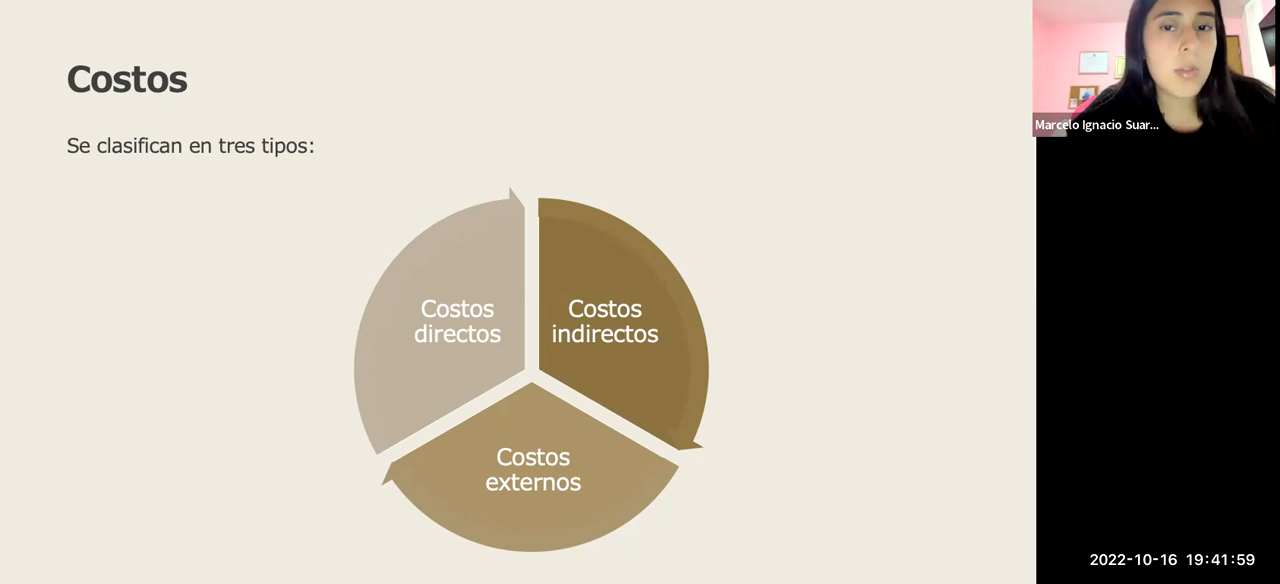 Costos
Se clasifican en tres tipos:
Costos
directos
Costos
indirectos
Costos
externos
Marcelo Ignacio Suar...
2022-10-16 19:41:59